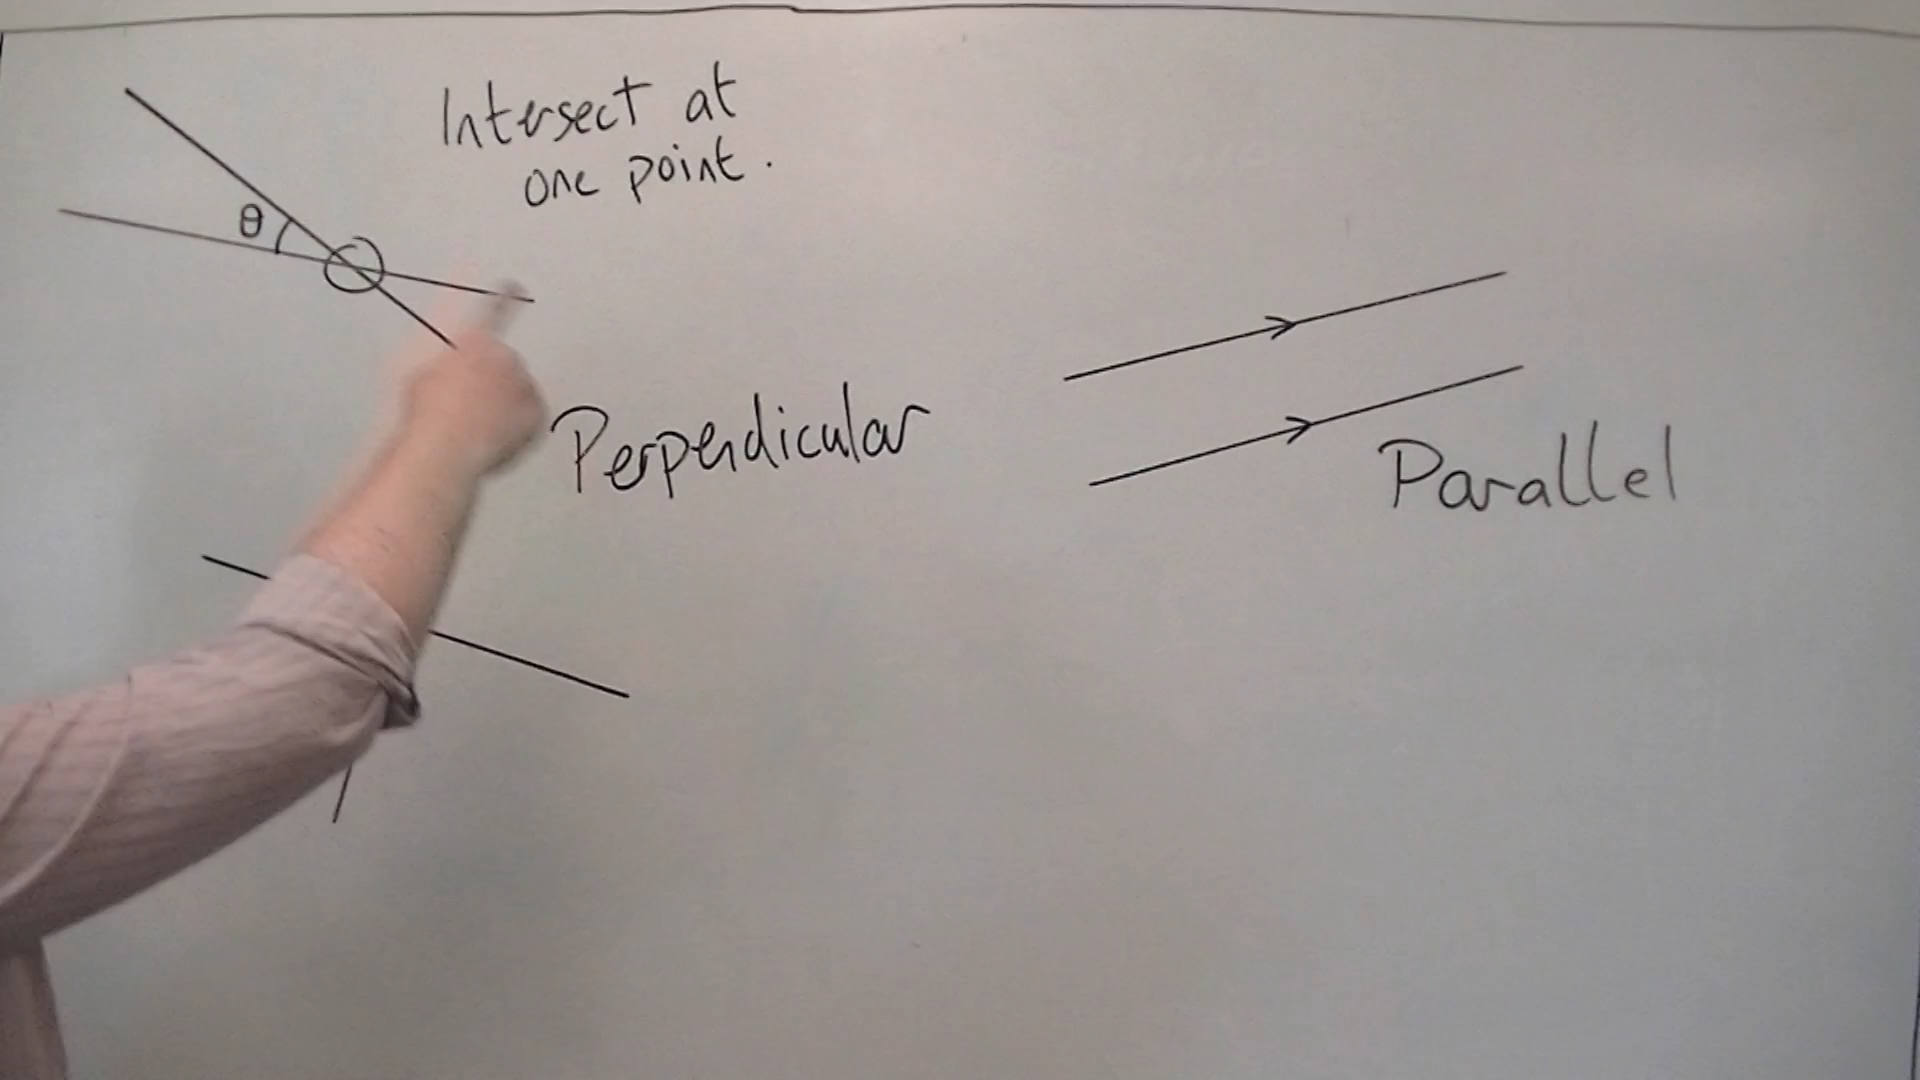 Intersect at
one point.
θ
Perpendicular
Parallel